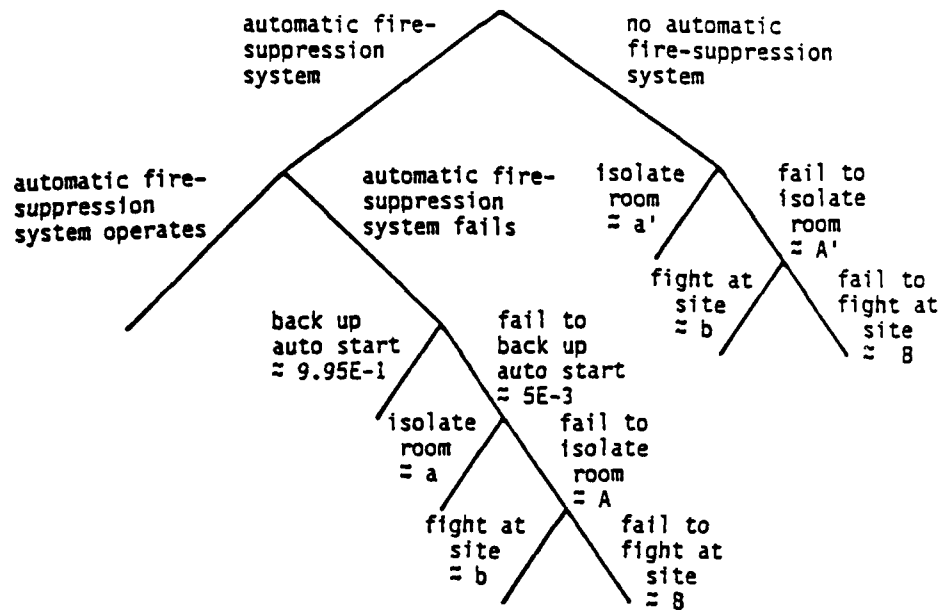 automatic fire-
suppression
system
no automatic
fire-suppression
system
automatic fire-
suppression
system operates
automatic fire-
suppression
system fails
isolate
room
≈ a'
fail to
isolate
room
≈ A'
fight at
site
≈ b
fail to
fight at
site
≈ B
back up
auto start
≈ 9.95E-1
fail to
back up
auto start
≈ 5E-3
isolate
room
≈ a
fail to
isolate
room
≈ A
fight at
site
≈ b
fail to
fight at
site
≈ B